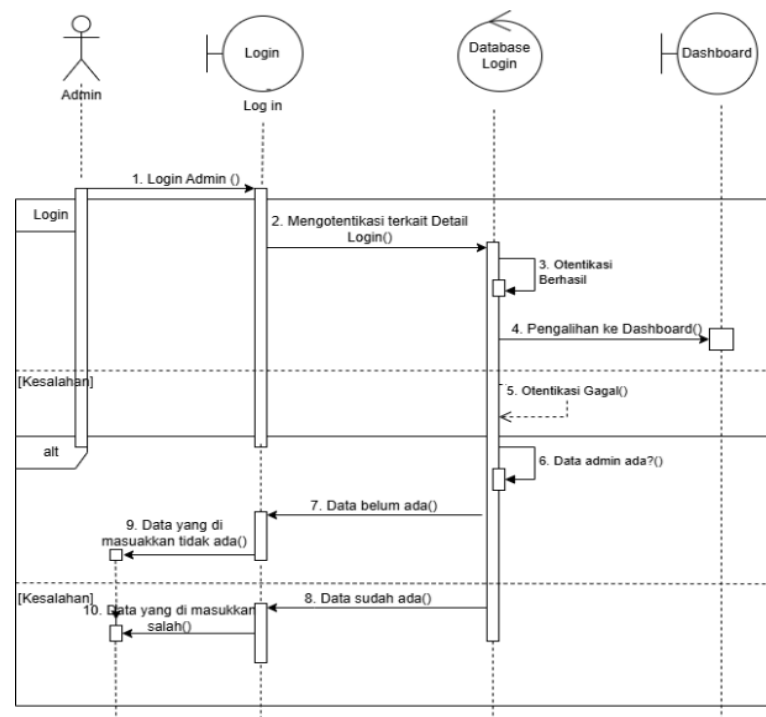 Login
Database
Login
Dashboard
Admin
Log in
1. Login Admin ()
Login
2. Mengotentikasi terkait Detail
Login()
3. Otentikasi
Berhasil
4. Pengalihan ke Dashboard()
[Kesalahan]
5. Otentikasi Gagal()
alt
6. Data admin ada?()
7. Data belum ada()
9. Data yang di
masuakkan tidak ada()
[Kesalahan]
8. Data sudah ada()
10. Data yang di masukkan
salah()